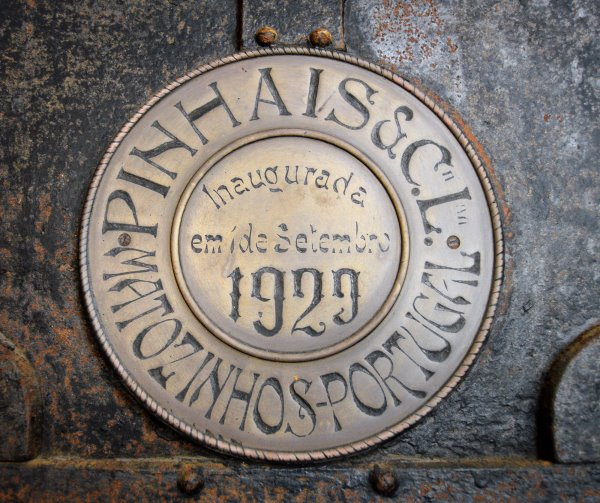 PINHAIS & C.ª L.da
Inaugurada
em 1 de Setembro
1929
MATOZINHOS-PORTUGAL